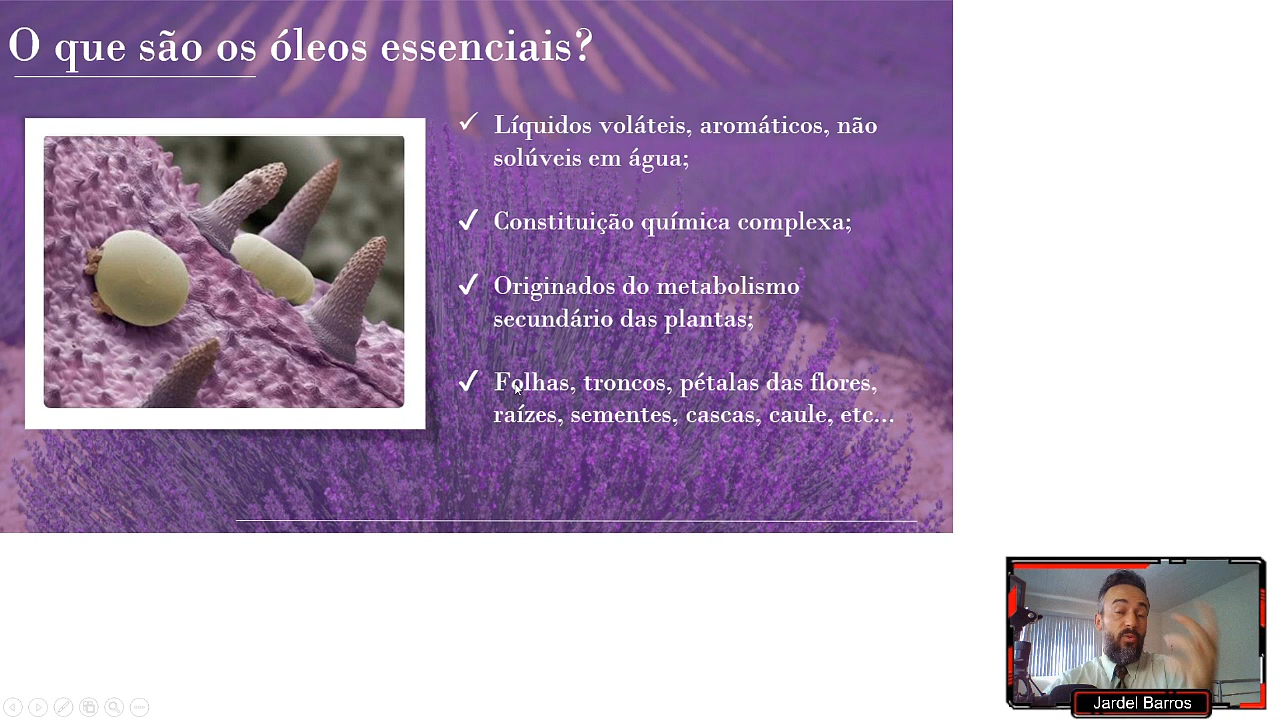 O que são os óleos essenciais?
Líquidos voláteis, aromáticos, não
solúveis em água;
Constituição química complexa;
Originados do metabolismo
secundário das plantas;
Folhas, troncos, pétalas das flores,
raízes, sementes, cascas, caule, etc...
Jardel Barros